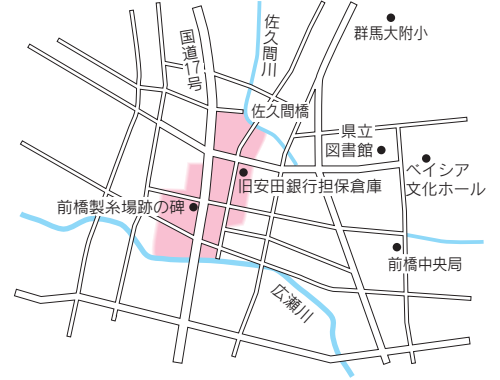 群馬大附小
佐久間川
国道17号
佐久間橋
県立
図書館
ベイシア
文化ホール
旧安田銀行担保倉庫
前橋製糸場跡の碑
前橋中央局
広瀬川